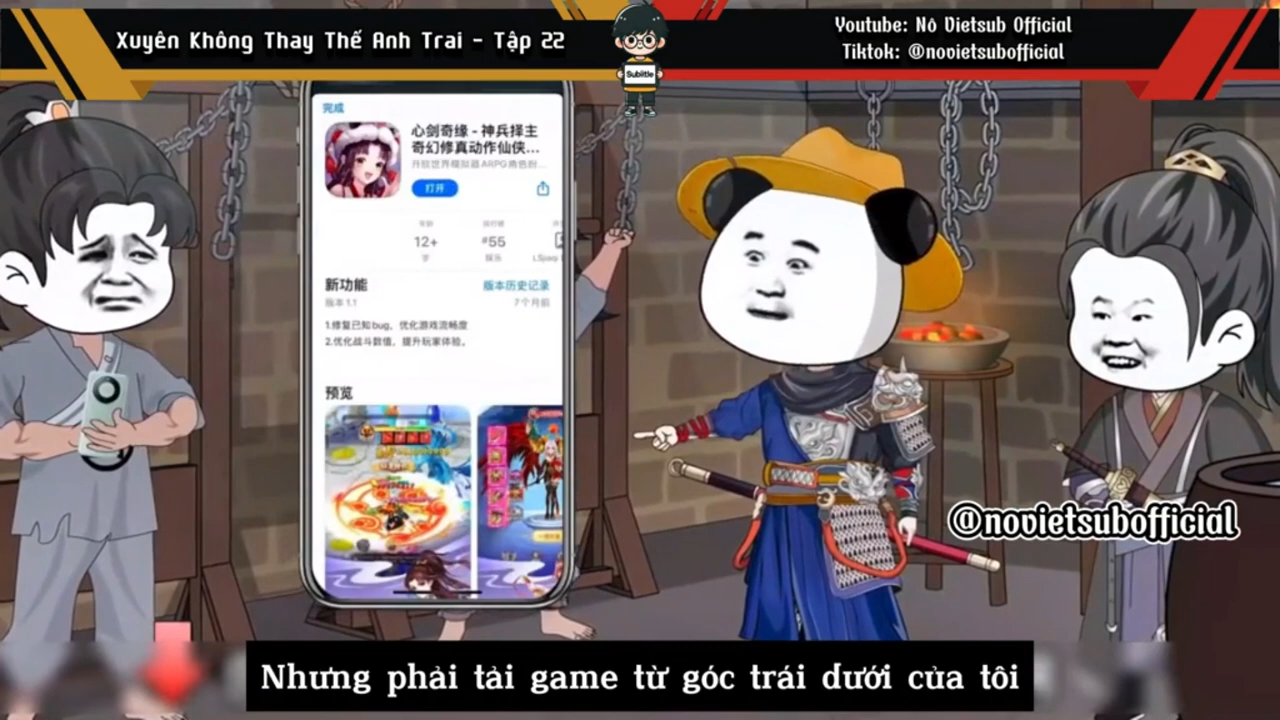 Xuyên Không Thay Thế Anh Trai - Tập 22
Youtube: Nô Vietsub Official
Tiktok: @novietsubofficial
Subtitle
完成
心剑奇缘 - 神兵择主
奇幻修真动作仙侠...
打开
12+
#55
岁
娱乐
新功能
版本历史记录
版本 1.1
7个月前
1.修复已知bug，优化游戏流畅度
2.优化战斗数值，提升玩家体验。
预览
@novietsubofficial
Nhưng phải tải game từ góc trái dưới của tôi